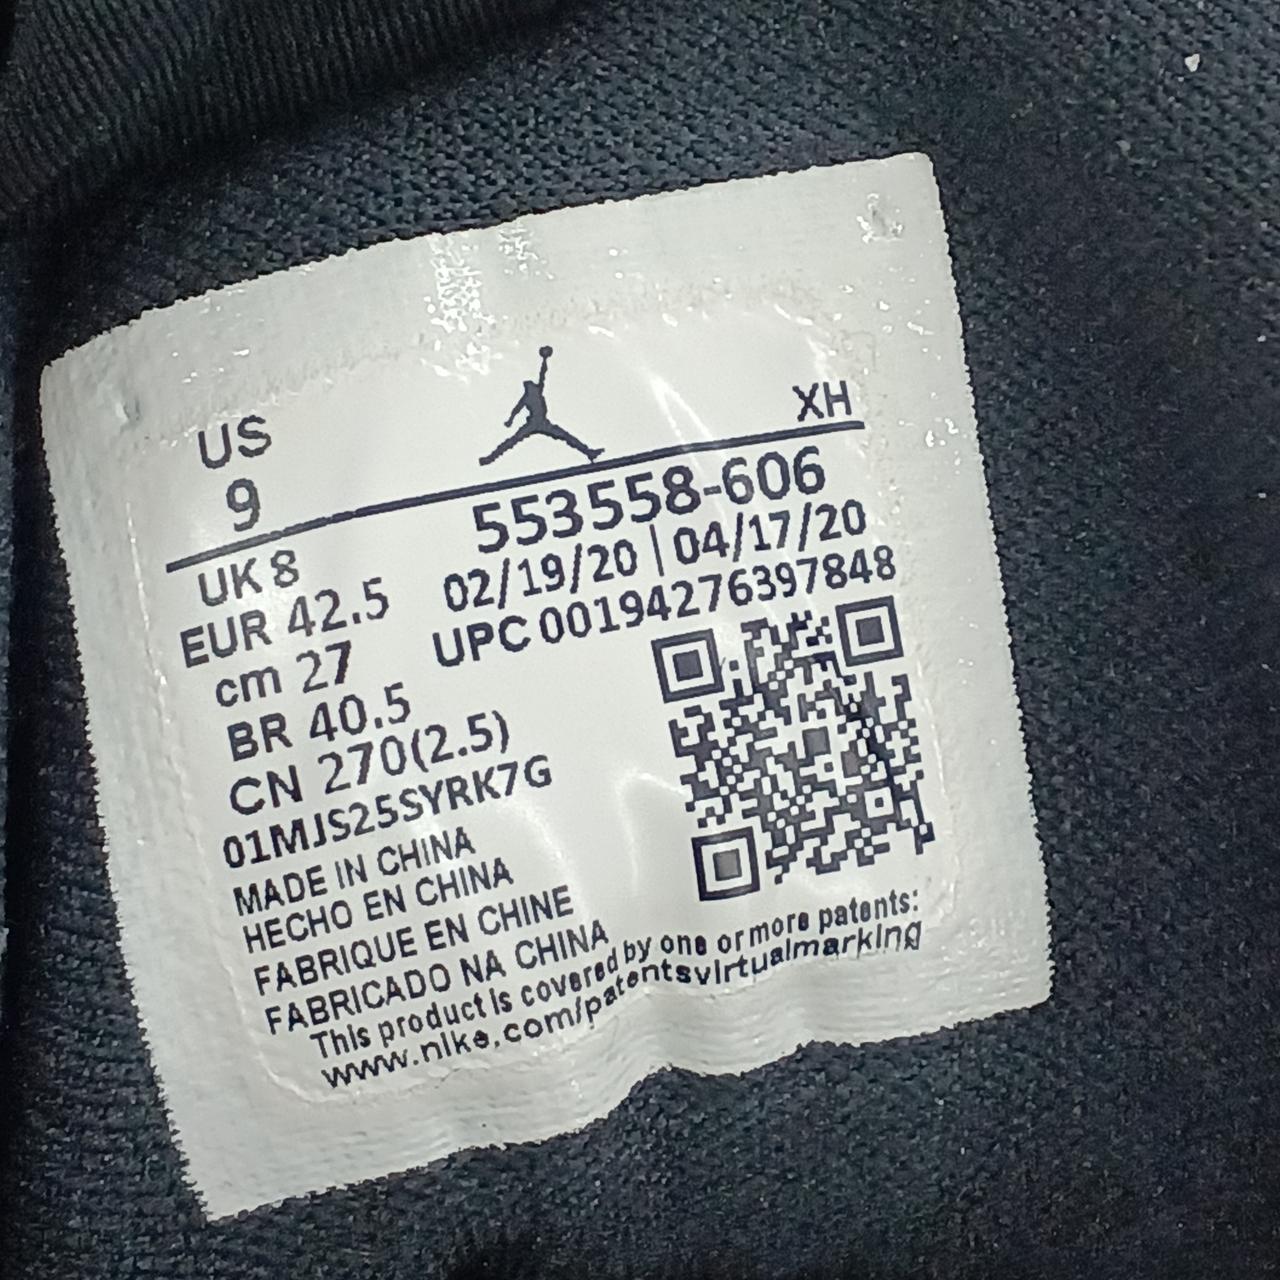 US
9
XH
553558-606
02/19/20 | 04/17/20
UPC 00194276397848
UK 8
EUR 42.5
cm 27
BR 40.5
CN 270(2.5)
01MJS25SYRK7G
MADE IN CHINA
HECHO EN CHINA
FABRIQUE EN CHINE
FABRICADO NA CHINA
This product is covered by one or more patents:
www.nike.com/patentsvirtualmarking